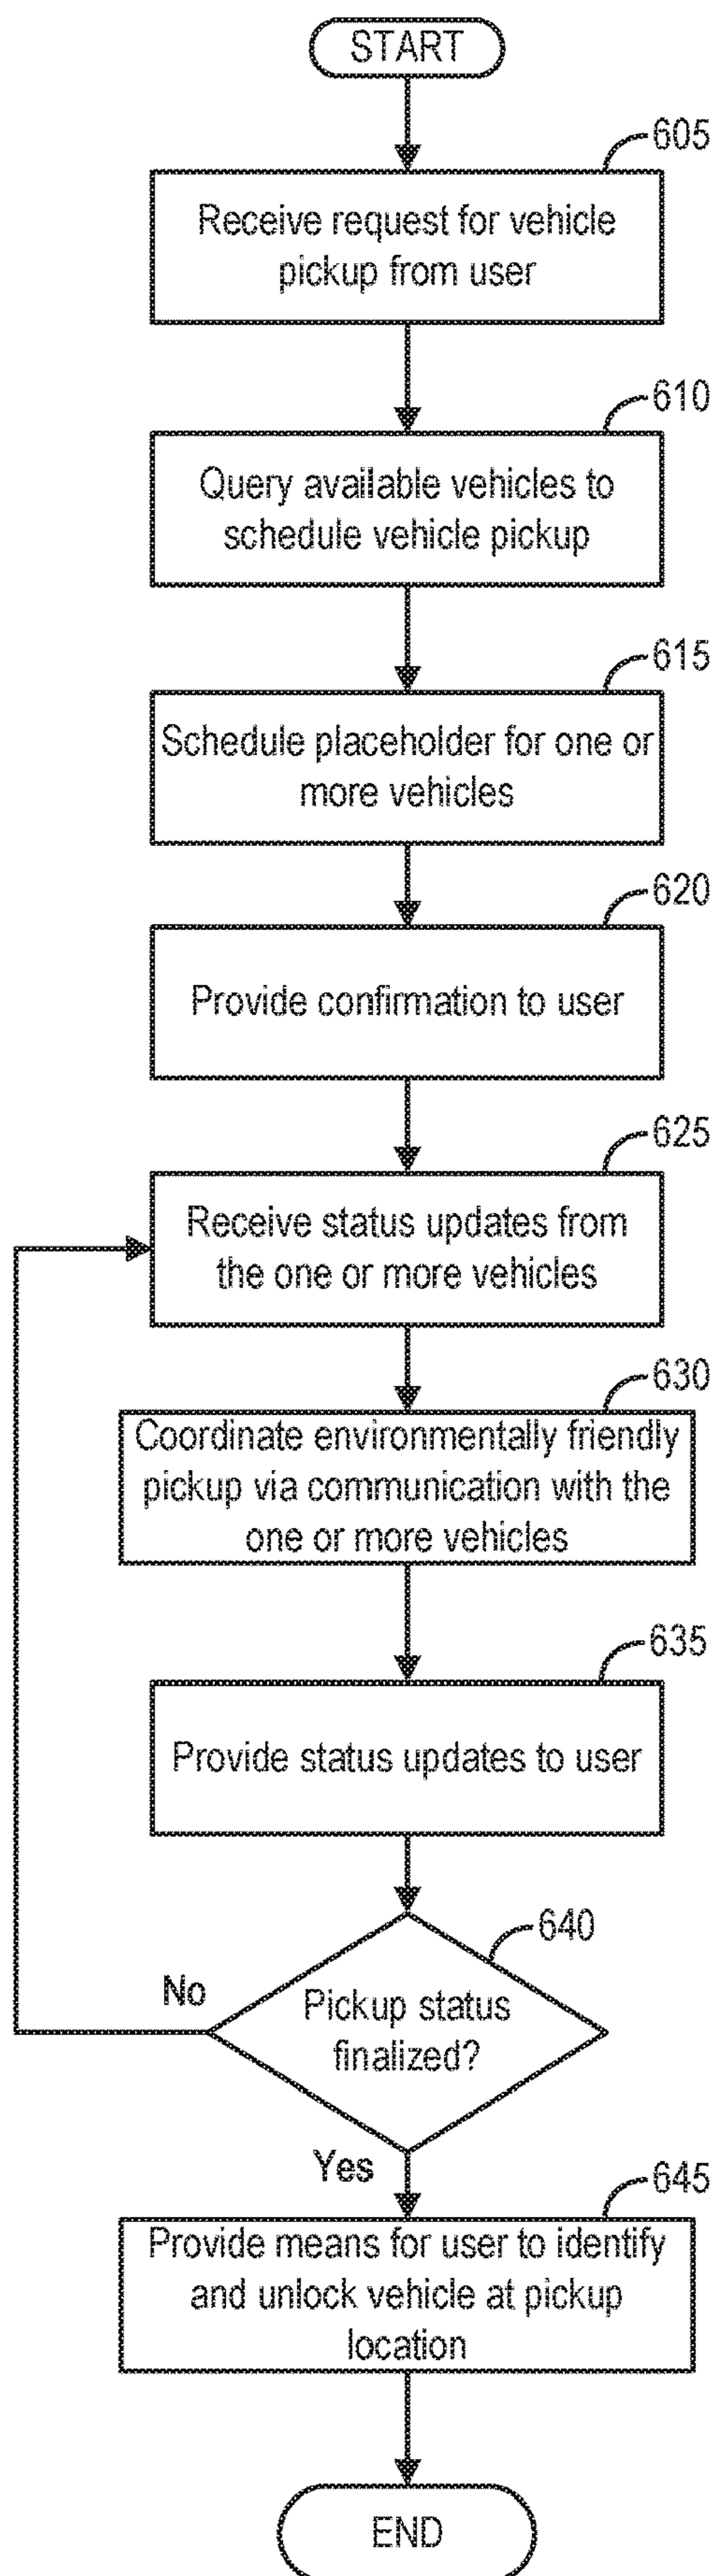 START
605
Receive request for vehicle
pickup from user
610
Query available vehicles to
schedule vehicle pickup
615
Schedule placeholder for one or
more vehicles
620
Provide confirmation to user
625
Receive status updates from
the one or more vehicles
630
Coordinate environmentally friendly
pickup via communication with the
one or more vehicles
635
Provide status updates to user
640
No
Pickup status
finalized?
Yes
645
Provide means for user to identify
and unlock vehicle at pickup
location
END